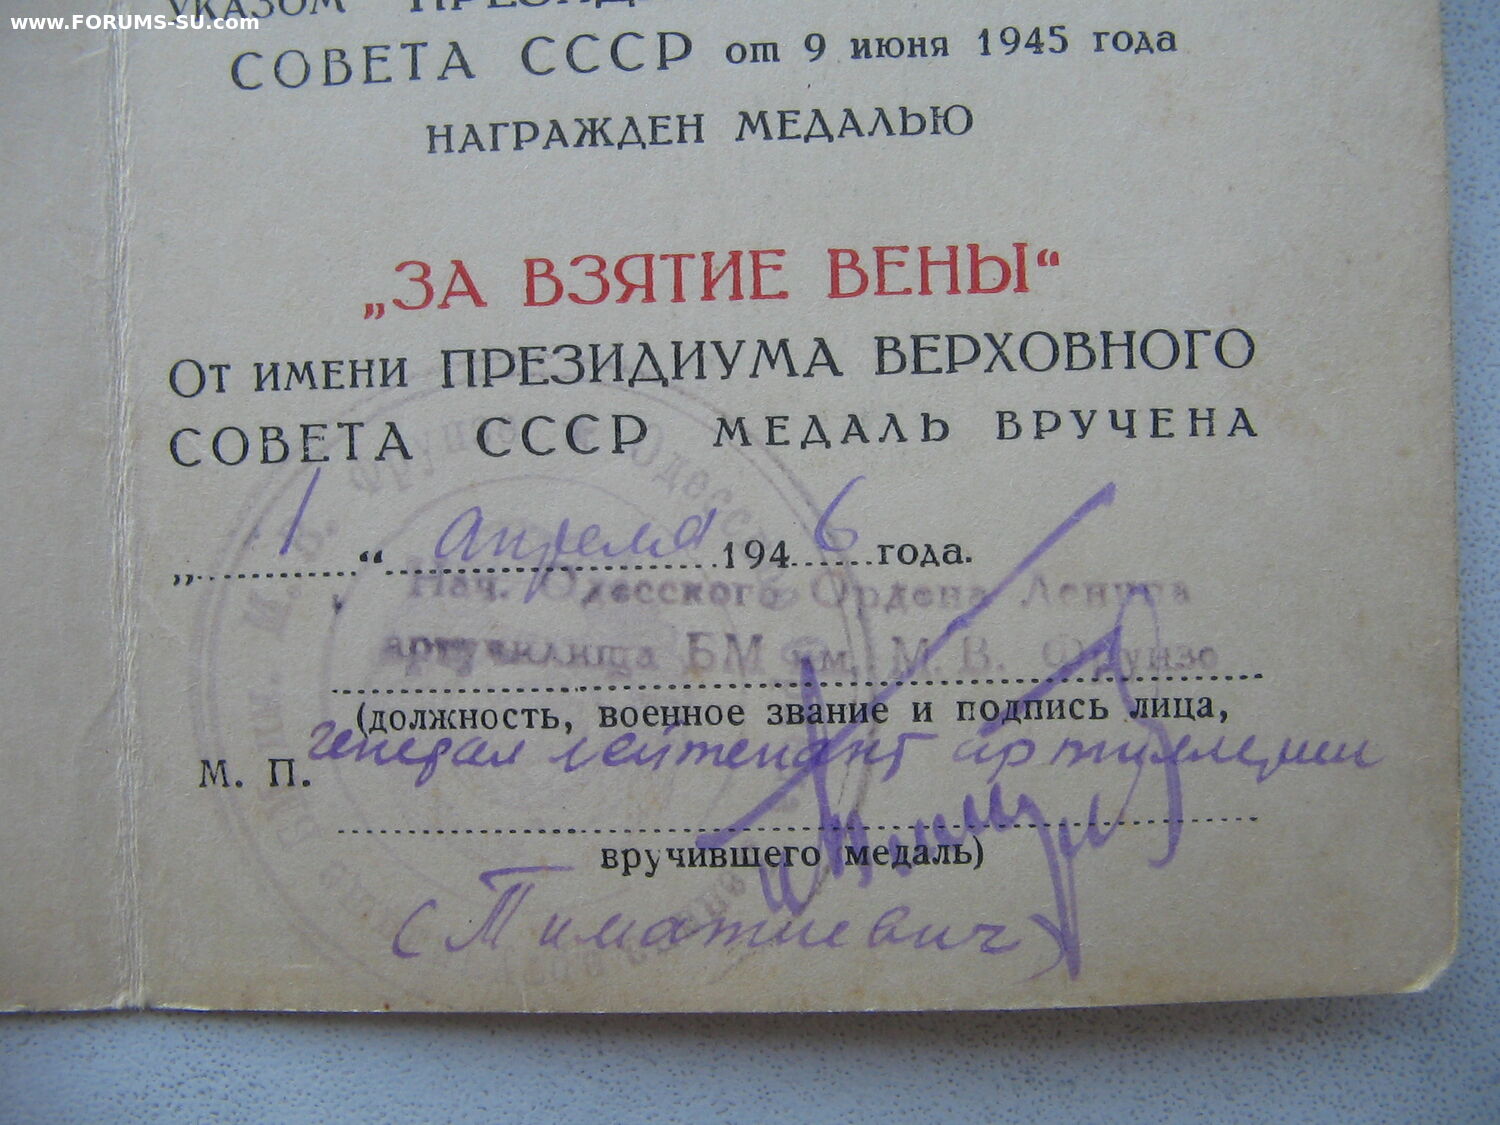 www.FORUMS-SU.com
УКАЗОМ
СОВЕТА СССР от 9 июня 1945 года
НАГРАЖДЕН МЕДАЛЬЮ
„ЗА ВЗЯТИЕ ВЕНЫ“
От имени ПРЕЗИДИУМА ВЕРХОВНОГО
СОВЕТА СССР МЕДАЛЬ ВРУЧЕНА
„ 1 “ апреля 1946 года.
Нач. Одесского Ордена Ленина
артучилища БМ им. М. В. Фрунзе
(должность, военное звание и подпись лица,
М. П. генерал лейтенант артиллерии
вручившего медаль)
(Тиматиевич)